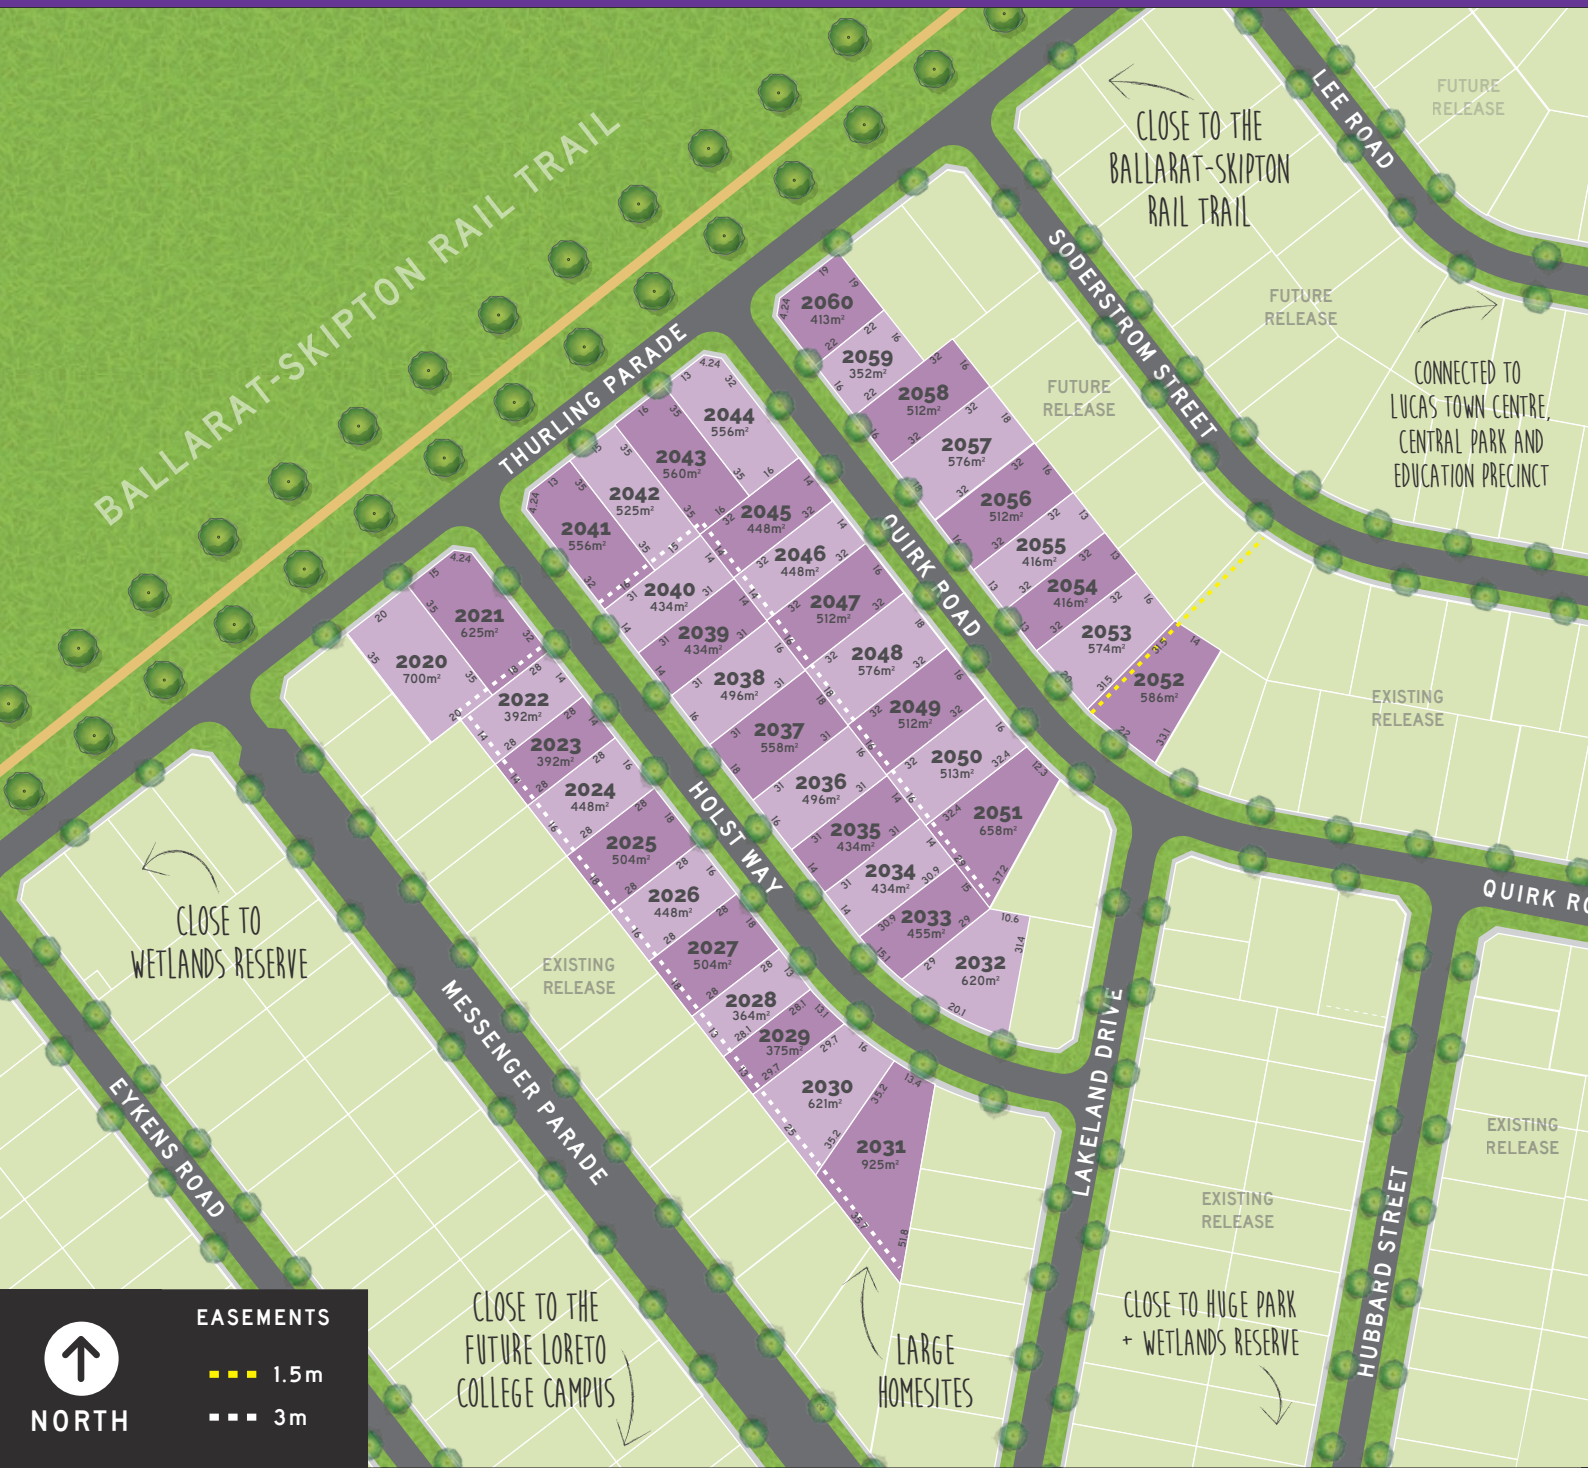 BALLARAT-SKIPTON RAIL TRAIL
THURLING PARADE
LEE ROAD
FUTURE
RELEASE
CLOSE TO THE
BALLARAT-SKIPTON
RAIL TRAIL
SODERSTROM STREET
FUTURE
RELEASE
CONNECTED TO
LUCAS TOWN CENTRE,
CENTRAL PARK AND
EDUCATION PRECINCT
FUTURE
RELEASE
2060
413m²
2059
352m²
2058
512m²
2057
576m²
2056
512m²
2055
416m²
2054
416m²
2053
574m²
2052
586m²
QUIRK ROAD
2044
556m²
2043
560m²
2042
525m²
2041
556m²
2045
448m²
2046
448m²
2047
512m²
2048
576m²
2049
512m²
2050
513m²
2051
658m²
2040
434m²
2039
434m²
2038
496m²
2037
558m²
2036
496m²
2035
434m²
2034
434m²
2033
455m²
2032
620m²
HOLST WAY
2021
625m²
2020
700m²
2022
392m²
2023
392m²
2024
448m²
2025
504m²
2026
448m²
2027
504m²
2028
364m²
2029
375m²
2030
621m²
2031
925m²
EXISTING
RELEASE
QUIRK RO
CLOSE TO
WETLANDS RESERVE
EXISTING
RELEASE
MESSENGER PARADE
EYKENS ROAD
LAKELAND DRIVE
HUBBARD STREET
EXISTING
RELEASE
EXISTING
RELEASE
CLOSE TO THE
FUTURE LORETO
COLLEGE CAMPUS
LARGE
HOMESITES
CLOSE TO HUGE PARK
+ WETLANDS RESERVE
NORTH
EASEMENTS
1.5m
3m